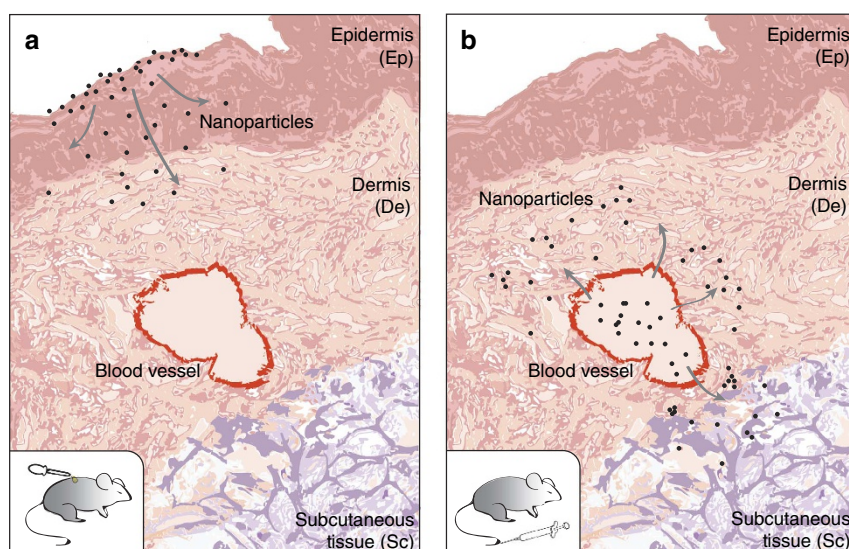 a
Epidermis
(Ep)
Nanoparticles
Dermis
(De)
Blood vessel
Subcutaneous
tissue (Sc)
b
Epidermis
(Ep)
Nanoparticles
Dermis
(De)
Blood vessel
Subcutaneous
tissue (Sc)